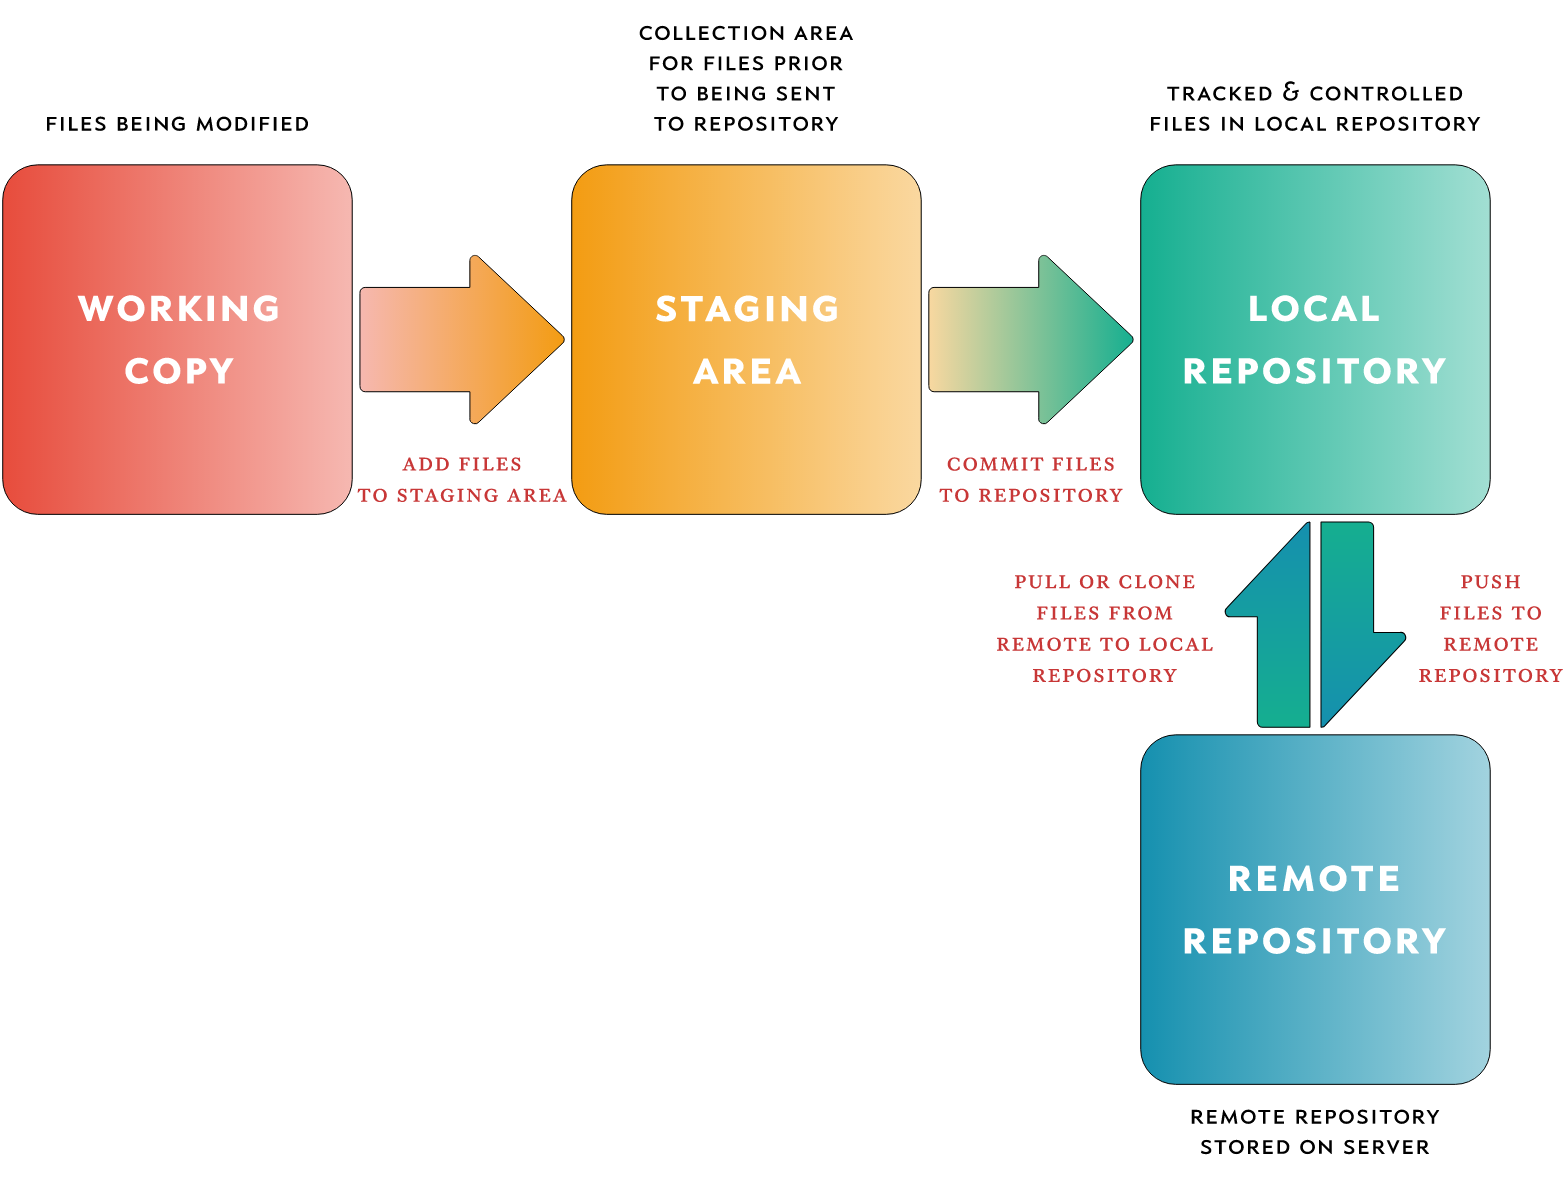 FILES BEING MODIFIED
COLLECTION AREA
FOR FILES PRIOR
TO BEING SENT
TO REPOSITORY
TRACKED & CONTROLLED
FILES IN LOCAL REPOSITORY
WORKING
COPY
ADD FILES
TO STAGING AREA
STAGING
AREA
COMMIT FILES
TO REPOSITORY
LOCAL
REPOSITORY
PULL OR CLONE
FILES FROM
REMOTE TO LOCAL
REPOSITORY
PUSH
FILES TO
REMOTE
REPOSITORY
REMOTE
REPOSITORY
REMOTE REPOSITORY
STORED ON SERVER